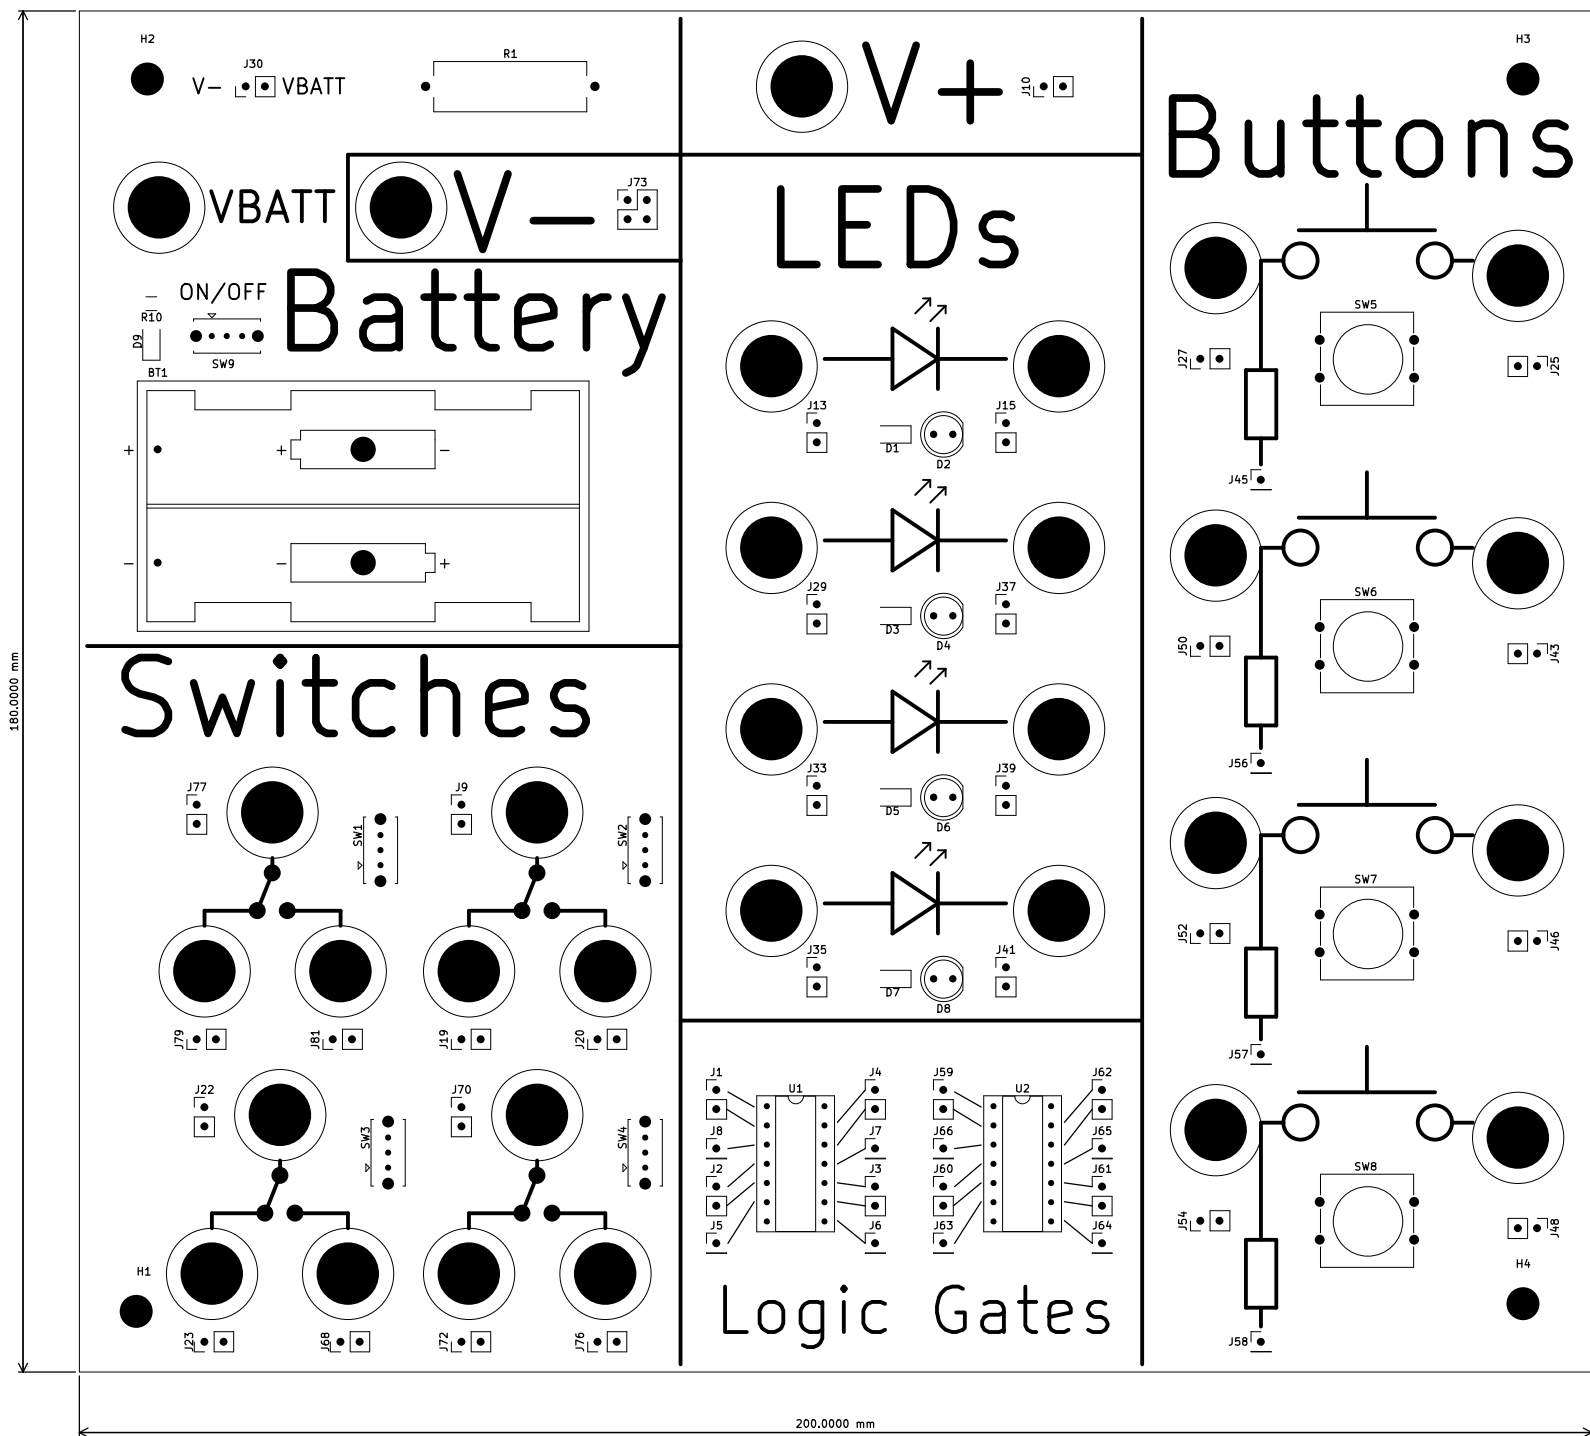 H2
J30
V- VBATT
R1
V+
J10
H3
Buttons
VBATT
V-
J73
LEDs
ON/OFF
Battery
R10
D9
SW9
BT1
+ + -
- - +
J13
J15
D1
D2
J29
J37
D3
D4
J33
J39
D5
D6
J35
J41
D7
D8
SW5
J27
J25
J45
SW6
J50
J43
J56
SW7
J52
J46
J57
SW8
J54
J48
J58
H4
Switches
J77
SW1
J9
SW2
J79
J81
J19
J20
J22
SW3
J70
SW4
H1
J23
J68
J72
J76
J1
U1
J4
J59
U2
J62
J8
J7
J66
J65
J2
J3
J60
J61
J5
J6
J63
J64
Logic Gates
180.0000 mm
200.0000 mm